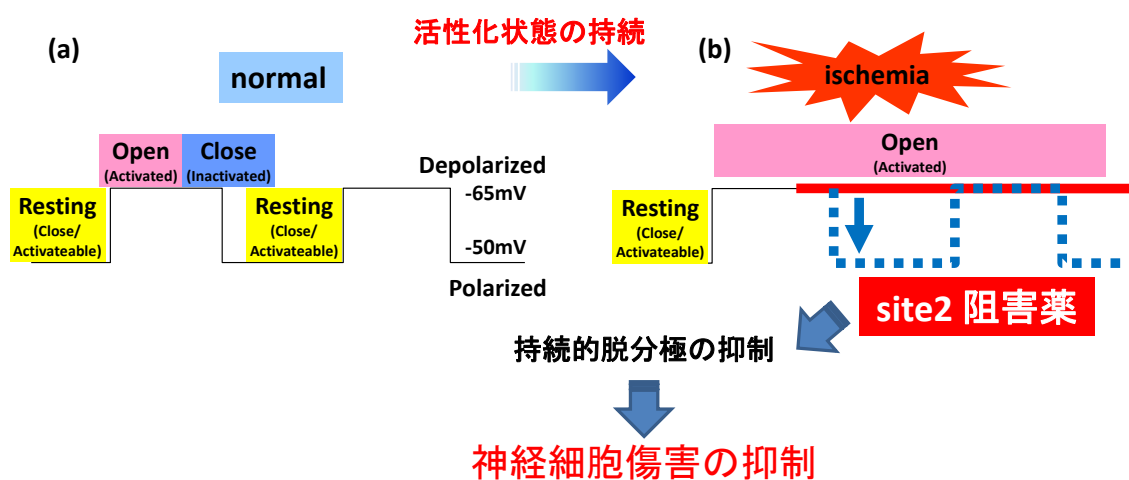 (a)
normal
活性化状態の持続
(b)
ischemia
Open
(Activated)
Close
(Inactivated)
Depolarized
-65mV
Resting
(Close/
Activateable)
Resting
(Close/
Activateable)
-50mV
Polarized
Open
(Activated)
Resting
(Close/
Activateable)
site2 阻害薬
持続的脱分極の抑制
神経細胞傷害の抑制